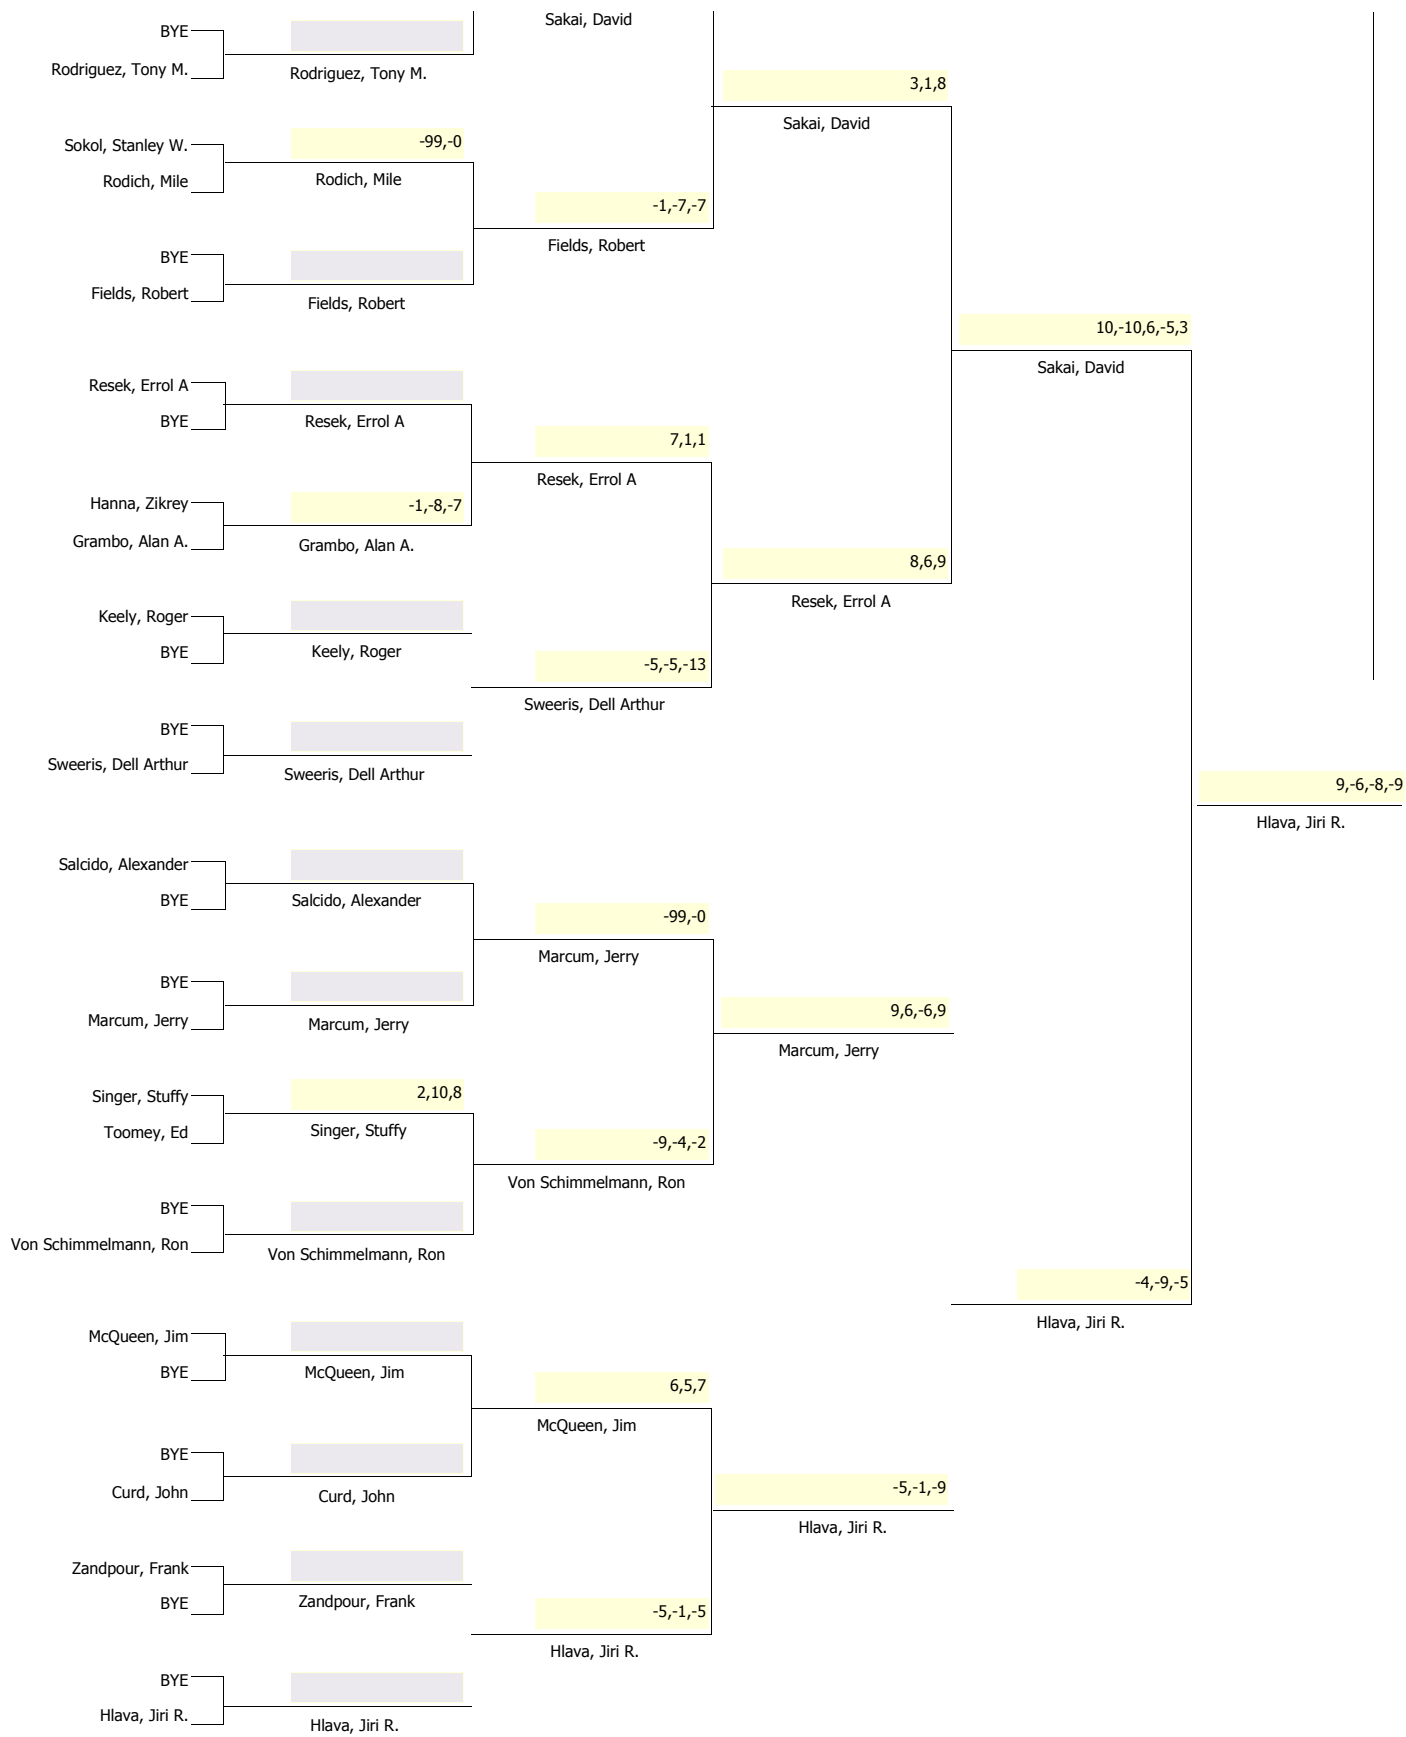 Sakai, David
BYE
Rodriguez, Tony M.
Rodriguez, Tony M.
3,1,8
Sakai, David
Sokol, Stanley W.
-99,-0
Rodich, Mile
Rodich, Mile
-1,-7,-7
Fields, Robert
BYE
Fields, Robert
Fields, Robert
10,-10,6,-5,3
Sakai, David
Resek, Errol A
BYE
Resek, Errol A
7,1,1
Resek, Errol A
Hanna, Zikrey
-1,-8,-7
Grambo, Alan A.
Grambo, Alan A.
8,6,9
Resek, Errol A
Keely, Roger
BYE
Keely, Roger
-5,-5,-13
Sweeris, Dell Arthur
BYE
Sweeris, Dell Arthur
Sweeris, Dell Arthur
9,-6,-8,-9
Hlava, Jiri R.
Salcido, Alexander
BYE
Salcido, Alexander
-99,-0
Marcum, Jerry
BYE
Marcum, Jerry
Marcum, Jerry
9,6,-6,9
Marcum, Jerry
Singer, Stuffy
2,10,8
Toomey, Ed
Singer, Stuffy
-9,-4,-2
Von Schimmelmann, Ron
BYE
Von Schimmelmann, Ron
Von Schimmelmann, Ron
-4,-9,-5
Hlava, Jiri R.
McQueen, Jim
BYE
McQueen, Jim
6,5,7
McQueen, Jim
BYE
Curd, John
Curd, John
-5,-1,-9
Hlava, Jiri R.
Zandpour, Frank
BYE
Zandpour, Frank
-5,-1,-5
Hlava, Jiri R.
BYE
Hlava, Jiri R.
Hlava, Jiri R.